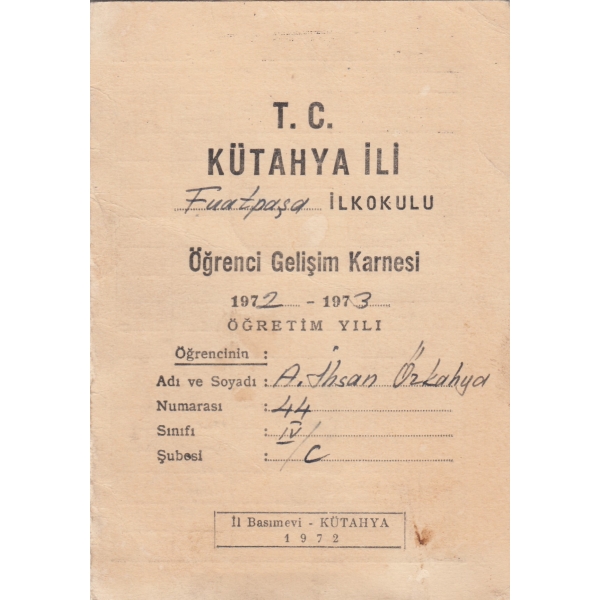 T. C.
KÜTAHYA İLİ
Fuatpaşa İLKOKULU
Öğrenci Gelişim Karnesi
1972 - 1973
ÖĞRETİM YILI
Öğrencinin :
Adı ve Soyadı : A. İhsan Özkahya
Numarası : 44
Sınıfı : IV
Şubesi : /C
İl Basımevi - KÜTAHYA
1972